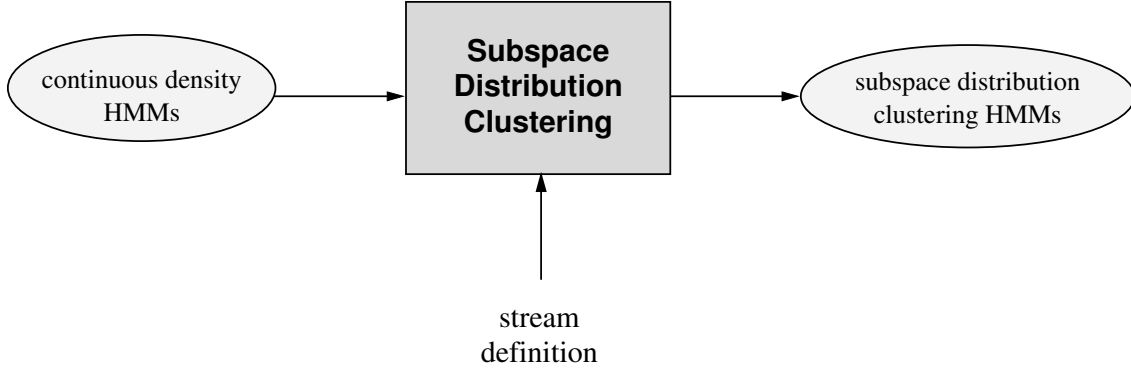 continuous density
HMMs
Subspace
Distribution
Clustering
subspace distribution
clustering HMMs
stream
definition